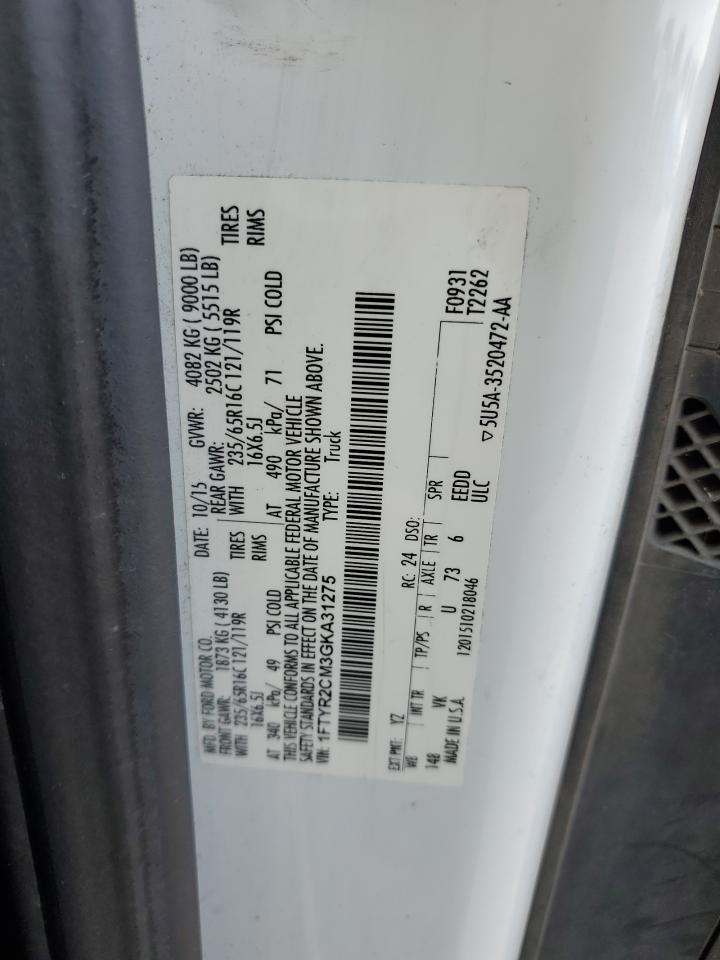 MFD. BY FORD MOTOR CO.
DATE: 10/15 GVWR: 4082 KG ( 9000 LB)
FRONT GAWR: 1873 KG ( 4130 LB) REAR GAWR: 2502 KG ( 5515 LB)
WITH 235/65R16C 121/119R TIRES WITH 235/65R16C 121/119R TIRES
16X6.5J RIMS 16X6.5J RIMS
AT 340 kPa/ 49 PSI COLD AT 490 kPa/ 71 PSI COLD
THIS VEHICLE CONFORMS TO ALL APPLICABLE FEDERAL MOTOR VEHICLE
SAFETY STANDARDS IN EFFECT ON THE DATE OF MANUFACTURE SHOWN ABOVE.
VIN: 1FTYR2CM3GKA31275 TYPE: Truck
EXT PNT: YZ RC: 24 DSO: F0931
WB INT TR TP/PS R AXLE TR SPR T2262
148 VK U 73 6 EEDD
MADE IN U.S.A. 1201510218046 ULC ▽5U5A-3520472-AA